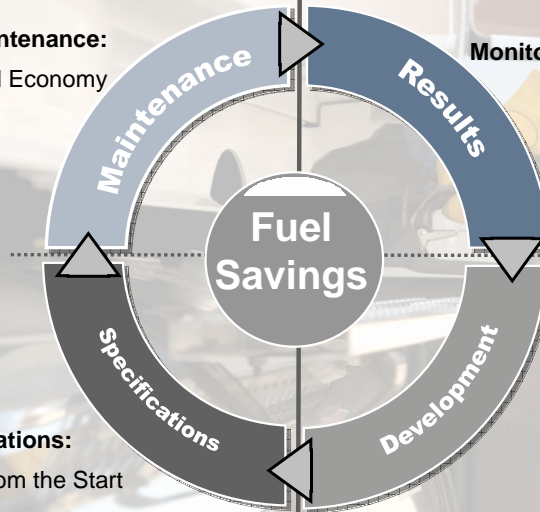 ntenance:
Economy
Maintenance
Results
Monito
Fuel
Savings
Specifications
Development
ations:
om the Start